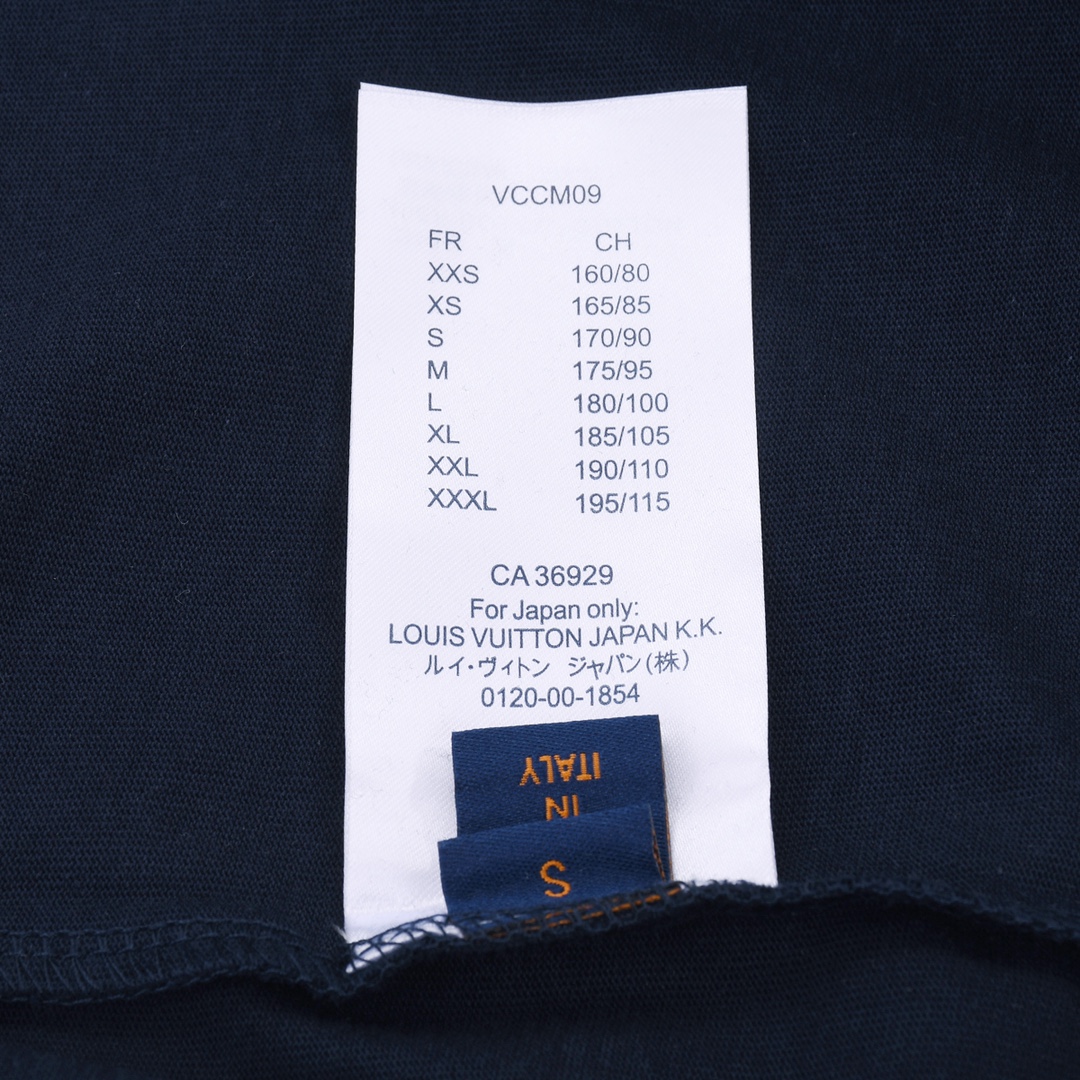 VCCM09
FR CH
XXS 160/80
XS 165/85
S 170/90
M 175/95
L 180/100
XL 185/105
XXL 190/110
XXXL 195/115
CA 36929
For Japan only:
LOUIS VUITTON JAPAN K.K.
ルイ・ヴィトン ジャパン(株)
0120-00-1854
ITALY
IN
S